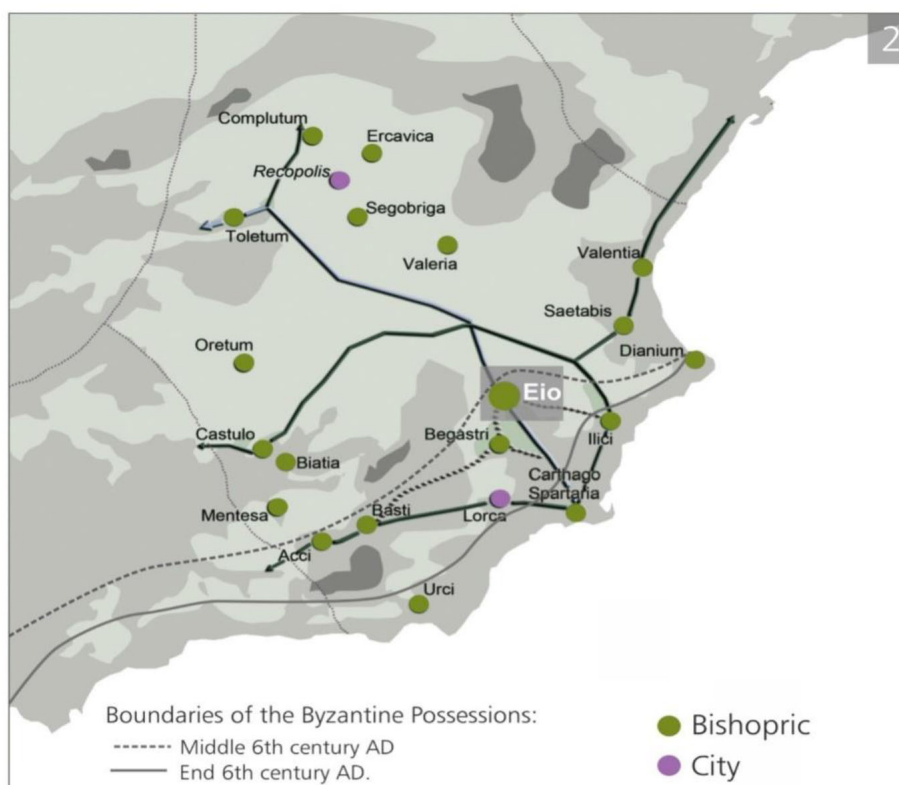 2
Complutum
Ercavica
Recopolis
Segobriga
Toletum
Valeria
Valentia
Saetabis
Oretum
Dianium
Eio
Castulo
Begastri
Ilici
Biatia
Carthago
Spartaria
Mentesa
Basti
Lorca
Acci
Urci
Boundaries of the Byzantine Possessions:
Middle 6th century AD
End 6th century AD.
Bishopric
City